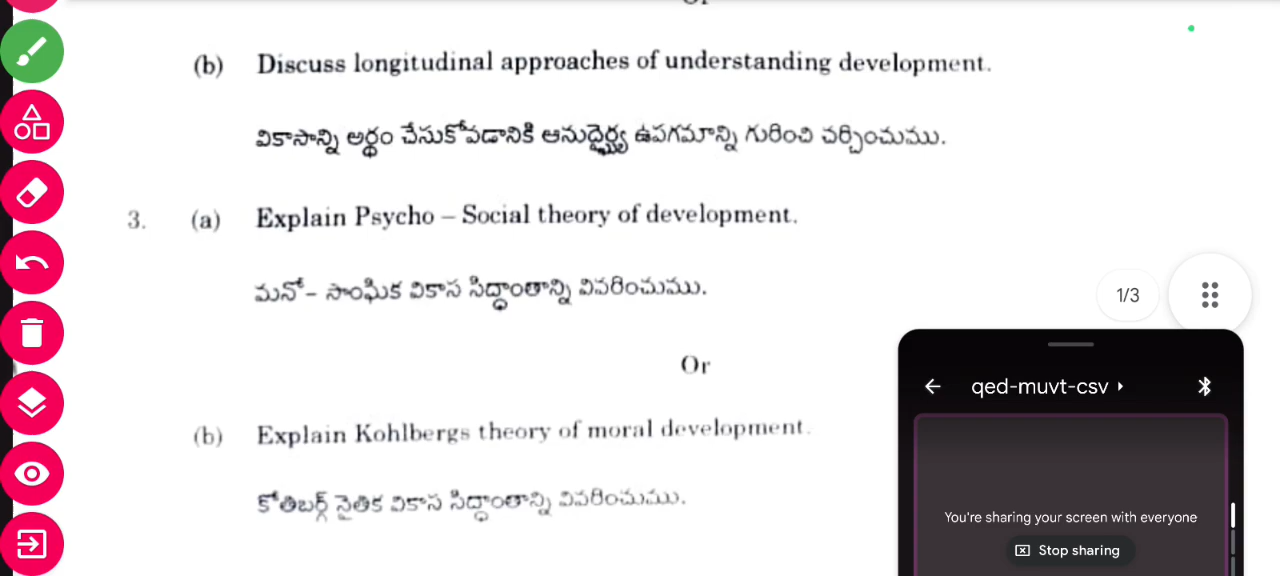 (b) Discuss longitudinal approaches of understanding development.
వికాసాన్ని అర్థం చేసుకోవడానికి ఆనుదైర్ఘ్య ఉపగమాన్ని గురించి చర్చించుము.
3. (a) Explain Psycho – Social theory of development.
మనో– సాంఘిక వికాస సిద్ధాంతాన్ని వివరించుము.
1/3
Or
qed-muvt-csv
(b) Explain Kohlbergs theory of moral development.
కోతిబర్గ్ నైతిక వికాస సిద్ధాంతాన్ని వివరించుము.
You're sharing your screen with everyone
Stop sharing